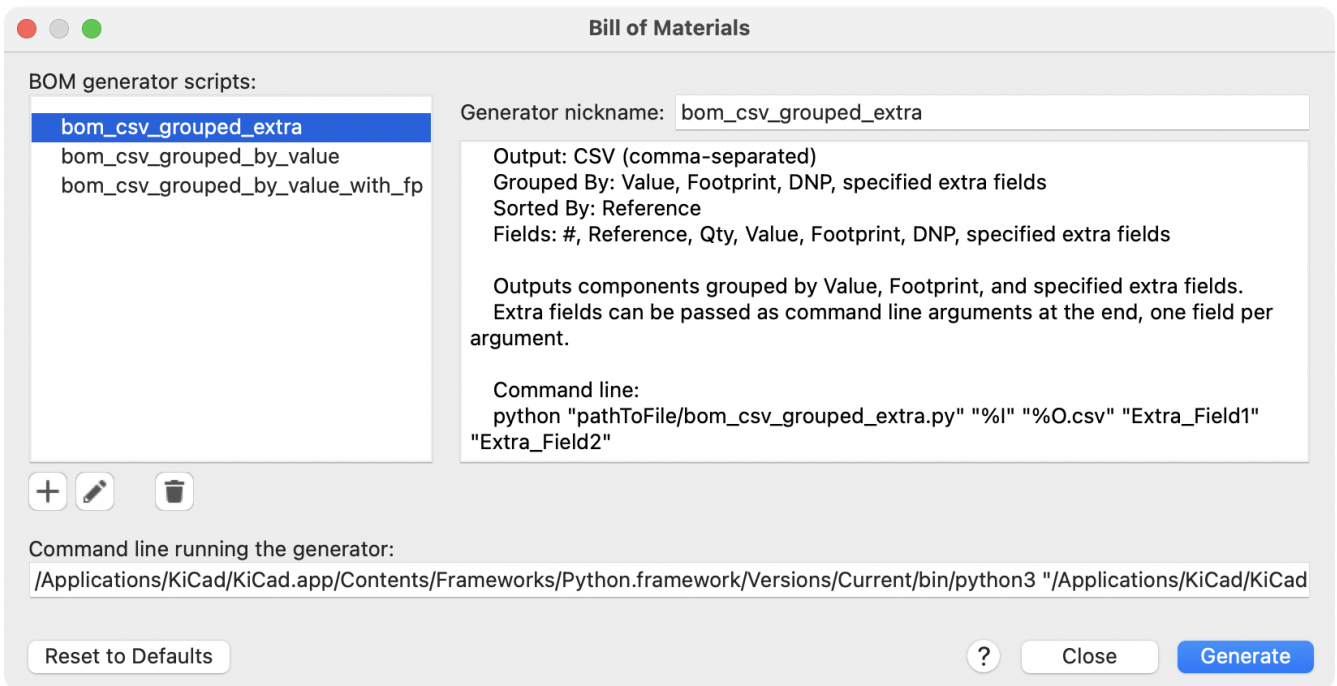 Bill of Materials
BOM generator scripts:
bom_csv_grouped_extra
bom_csv_grouped_by_value
bom_csv_grouped_by_value_with_fp
Generator nickname: bom_csv_grouped_extra
Output: CSV (comma-separated)
Grouped By: Value, Footprint, DNP, specified extra fields
Sorted By: Reference
Fields: #, Reference, Qty, Value, Footprint, DNP, specified extra fields
Outputs components grouped by Value, Footprint, and specified extra fields.
Extra fields can be passed as command line arguments at the end, one field per
argument.
Command line:
python "pathToFile/bom_csv_grouped_extra.py" "%I" "%O.csv" "Extra_Field1"
"Extra_Field2"
Command line running the generator:
/Applications/KiCad/KiCad.app/Contents/Frameworks/Python.framework/Versions/Current/bin/python3 "/Applications/KiCad/KiCad
Reset to Defaults
?
Close
Generate